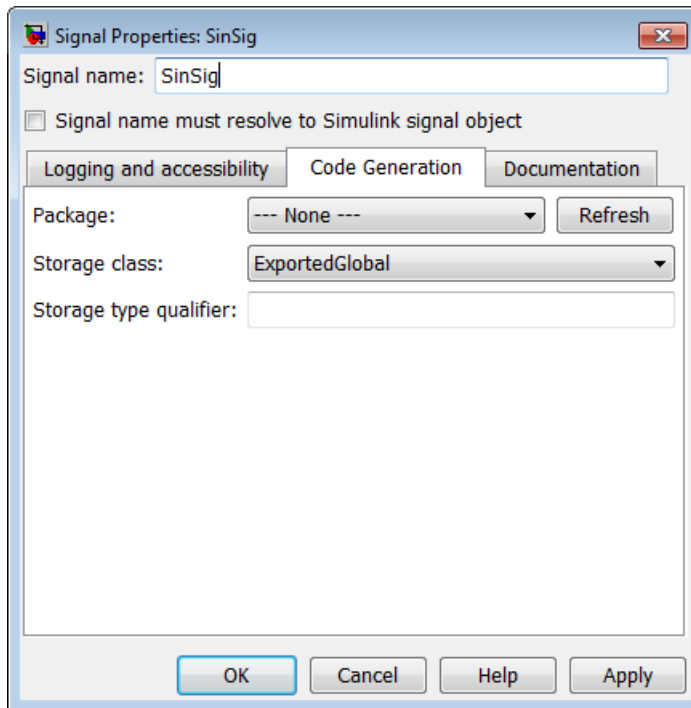 Signal Properties: SinSig
Signal name: SinSig
Signal name must resolve to Simulink signal object
Logging and accessibility Code Generation Documentation
Package: --- None --- Refresh
Storage class: ExportedGlobal
Storage type qualifier:
OK Cancel Help Apply